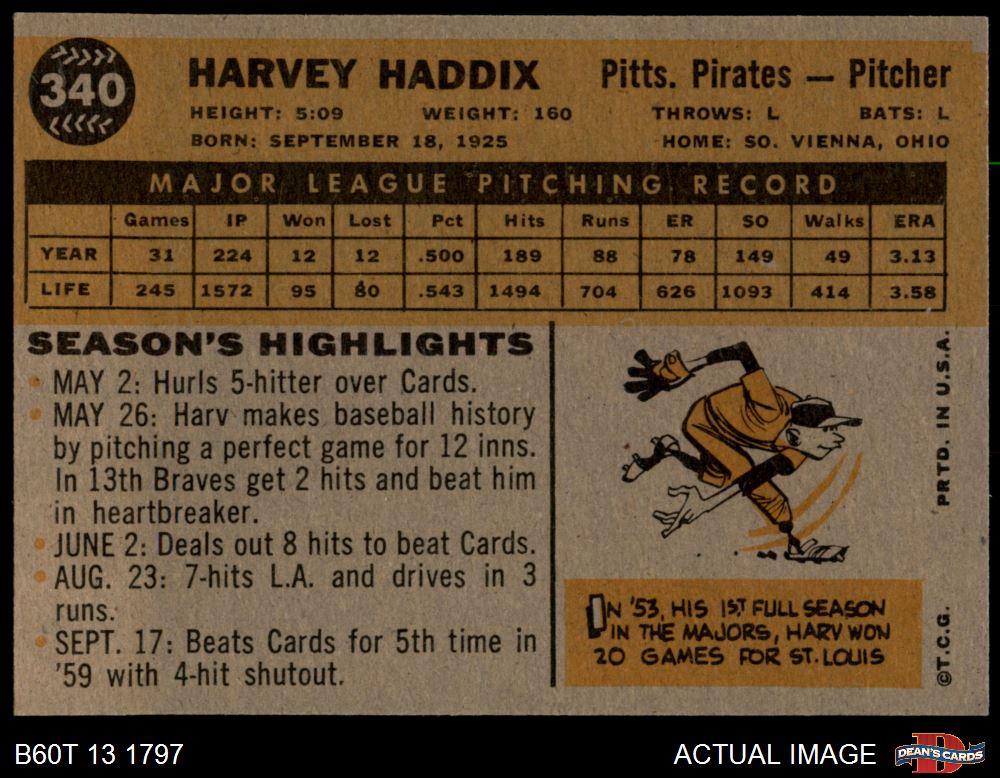 340
HARVEY HADDIX Pitts. Pirates — Pitcher
HEIGHT: 5:09 WEIGHT: 160 THROWS: L BATS: L
BORN: SEPTEMBER 18, 1925 HOME: SO. VIENNA, OHIO
MAJOR LEAGUE PITCHING RECORD
Games IP Won Lost Pct Hits Runs ER SO Walks ERA
YEAR 31 224 12 12 .500 189 88 78 149 49 3.13
LIFE 245 1572 95 80 .543 1494 704 626 1093 414 3.58
SEASON'S HIGHLIGHTS
• MAY 2: Hurls 5-hitter over Cards.
• MAY 26: Harv makes baseball history
by pitching a perfect game for 12 inns.
In 13th Braves get 2 hits and beat him
in heartbreaker.
• JUNE 2: Deals out 8 hits to beat Cards.
• AUG. 23: 7-hits L.A. and drives in 3
runs.
• SEPT. 17: Beats Cards for 5th time in
'59 with 4-hit shutout.
IN '53, HIS 1ST FULL SEASON
IN THE MAJORS, HARV WON
20 GAMES FOR ST. LOUIS
PRTD. IN U.S.A.
©T.C.G.
B60T 13 1797
ACTUAL IMAGE
DEAN'S CARDS